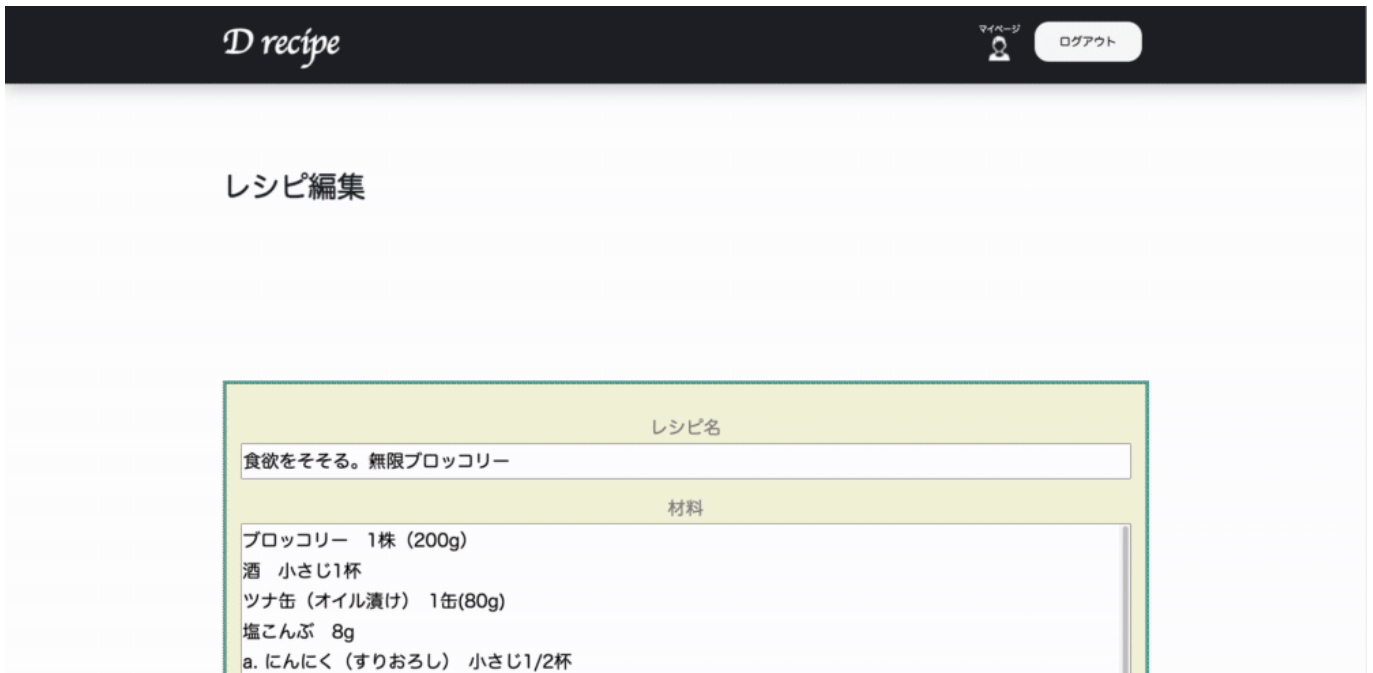 D recipe
マイページ
ログアウト
レシピ編集
レシピ名
食欲をそそる。無限ブロッコリー
材料
ブロッコリー　1株（200g）
酒　小さじ1杯
ツナ缶（オイル漬け）　1缶(80g)
塩こんぶ　8g
a. にんにく（すりおろし）　小さじ1/2杯